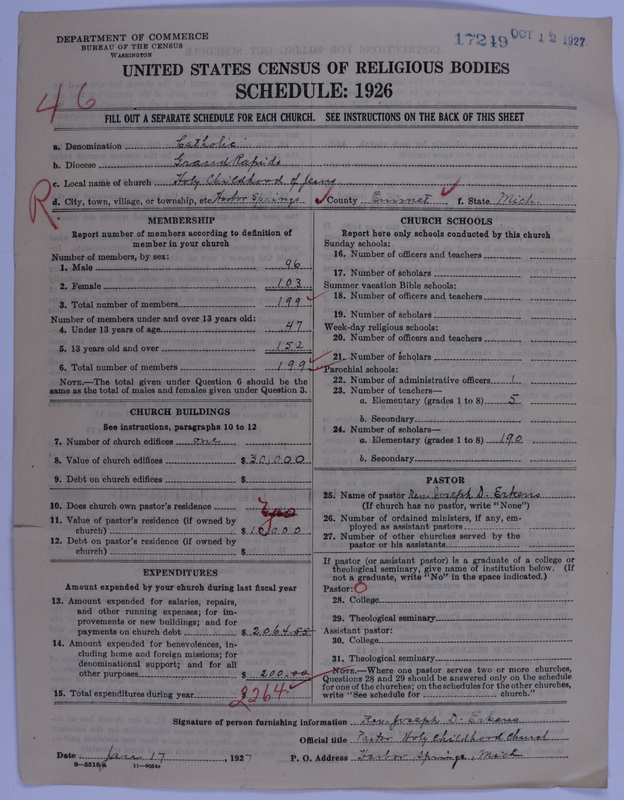 DEPARTMENT OF COMMERCE
BUREAU OF THE CENSUS
WASHINGTON
17219 OCT 12 1927
UNITED STATES CENSUS OF RELIGIOUS BODIES
SCHEDULE: 1926
46
FILL OUT A SEPARATE SCHEDULE FOR EACH CHURCH. SEE INSTRUCTIONS ON THE BACK OF THIS SHEET
a. Denomination Catholic
b. Diocese Grand Rapids
c. Local name of church Holy Childhood of Jesus
R
d. City, town, village, or township, etc. Harbor Springs County Emmet f. State Mich.
MEMBERSHIP
Report number of members according to definition of
member in your church
Number of members, by sex:
1. Male 96
2. Female 103
3. Total number of members 199
Number of members under and over 13 years old:
4. Under 13 years of age 47
5. 13 years old and over 152
6. Total number of members 199
NOTE.—The total given under Question 6 should be the
same as the total of males and females given under Question 3.
CHURCH BUILDINGS
See instructions, paragraphs 10 to 12
7. Number of church edifices one
8. Value of church edifices $30,000
9. Debt on church edifices $
10. Does church own pastor's residence yes
11. Value of pastor's residence (if owned by
church) $10,000
12. Debt on pastor's residence (if owned by
church) $
EXPENDITURES
Amount expended by your church during last fiscal year
13. Amount expended for salaries, repairs,
and other running expenses; for im-
provements or new buildings; and for
payments on church debt $2064.55
14. Amount expended for benevolences, in-
cluding home and foreign missions; for
denominational support; and for all
other purposes $200.00
15. Total expenditures during year $2264
CHURCH SCHOOLS
Report here only schools conducted by this church
Sunday schools:
16. Number of officers and teachers
17. Number of scholars
Summer vacation Bible schools:
18. Number of officers and teachers
19. Number of scholars
Week-day religious schools:
20. Number of officers and teachers
21. Number of scholars
Parochial schools:
22. Number of administrative officers 1
23. Number of teachers—
a. Elementary (grades 1 to 8) 5
b. Secondary
24. Number of scholars—
a. Elementary (grades 1 to 8) 190
b. Secondary
PASTOR
25. Name of pastor Rev. Joseph D. Erkens
(If church has no pastor, write "None")
26. Number of ordained ministers, if any, em-
ployed as assistant pastors
27. Number of other churches served by the
pastor or his assistants
If pastor (or assistant pastor) is a graduate of a college or
theological seminary, give name of institution below. (If
not a graduate, write "No" in the space indicated.)
Pastor: O
28. College
29. Theological seminary
Assistant pastor:
30. College
31. Theological seminary
NOTE.—Where one pastor serves two or more churches,
Questions 28 and 29 should be answered only on the schedule
for one of the churches; on the schedules for the other churches,
write "See schedule for church."
Signature of person furnishing information Rev. Joseph D. Erkens
Official title Pastor Holy Childhood Church
Date Jan 17, 1927 P. O. Address Harbor Springs, Mich